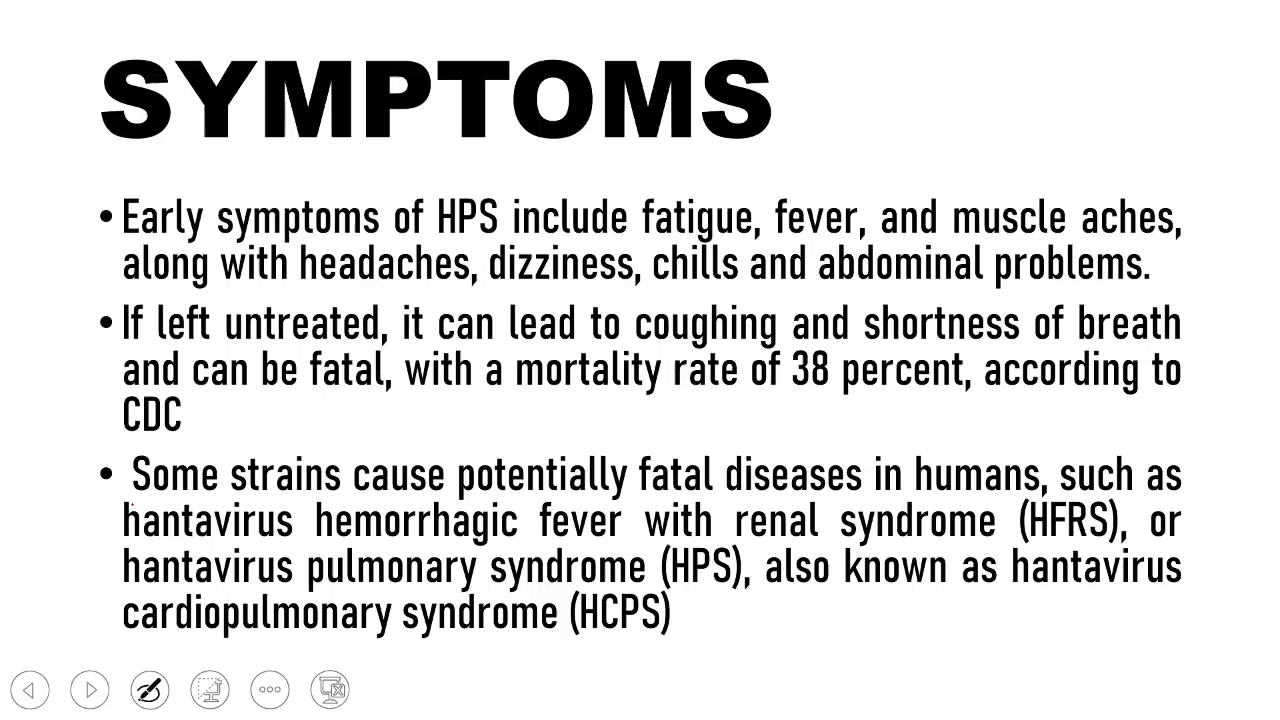 SYMPTOMS
• Early symptoms of HPS include fatigue, fever, and muscle aches,
along with headaches, dizziness, chills and abdominal problems.
• If left untreated, it can lead to coughing and shortness of breath
and can be fatal, with a mortality rate of 38 percent, according to
CDC
• Some strains cause potentially fatal diseases in humans, such as
hantavirus hemorrhagic fever with renal syndrome (HFRS), or
hantavirus pulmonary syndrome (HPS), also known as hantavirus
cardiopulmonary syndrome (HCPS)